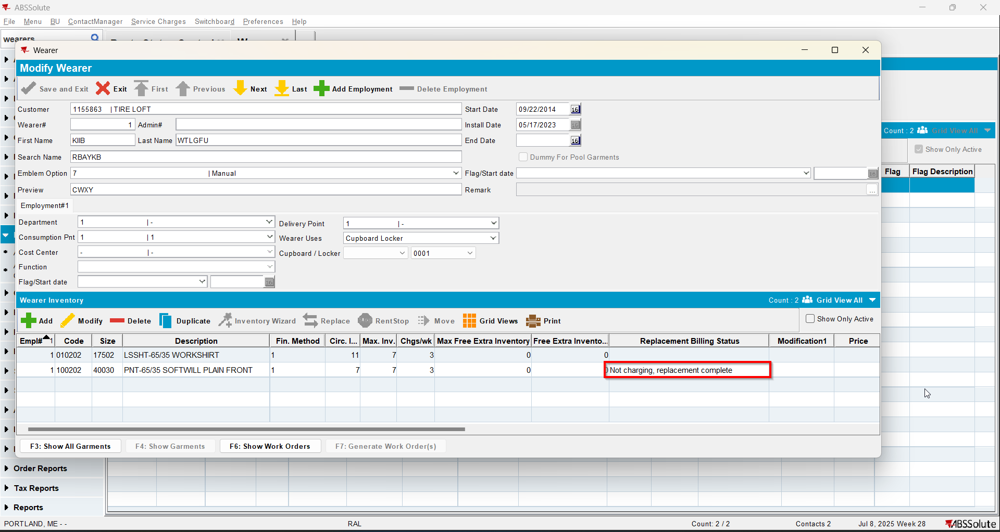 ABSSolute
File Menu BU ContactManager Service Charges Switchboard Preferences Help
wearers
Wearer
Modify Wearer
Save and Exit Exit First Previous Next Last Add Employment Delete Employment
Customer 1155863 | TIRE LOFT Start Date 09/22/2014 16
Wearer# 1 Admin# Install Date 05/17/2023 16
First Name KIIB Last Name WTLGFU End Date 16
Search Name RBAYKB Dummy For Pool Garments
Emblem Option 7 | Manual Flag/Start date 16
Preview CWXY Remark ...
Count : 2 Grid View All
Show Only Active
Flag Flag Description
Employment#1
Department 1 | - Delivery Point 1 | -
Consumption Pnt 1 | 1 Wearer Uses Cupboard Locker
Cost Center - | - Cupboard / Locker 0001
Function
Flag/Start date 16
Wearer Inventory Count : 2 Grid View All
Add Modify Delete Duplicate Inventory Wizard Replace RentStop Move Grid Views Print Show Only Active
Empl# 1 Code Size Description Fin. Method Circ. I... Max. Inv. Chgs/wk Max Free Extra Inventory Free Extra Invento... Replacement Billing Status Modification1 Price
1 010202 17502 LSSHT-65/35 WORKSHIRT 1 11 7 3 0 0
1 100202 40030 PNT-65/35 SOFTWILL PLAIN FRONT 1 7 7 3 0 0 Not charging, replacement complete
F3: Show All Garments F4: Show Garments F6: Show Work Orders F7: Generate Work Order(s)
Order Reports
Tax Reports
Reports
PORTLAND, ME - - RAL Count: 2 / 2 Contacts 2 Jul 8, 2025 Week 28 ABSSolute